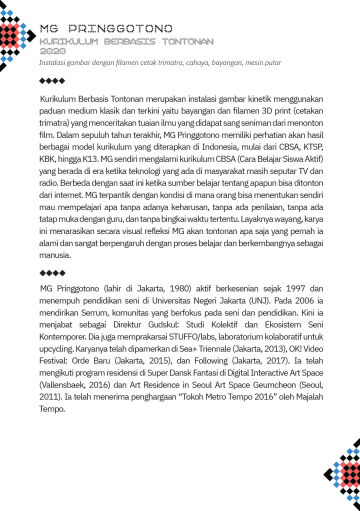 MG PRINGGOTONO
KURIKULUM BERBASIS TONTONAN
2020
Instalasi gambar dengan filamen cetak trimatra, cahaya, bayangan, mesin putar
Kurikulum Berbasis Tontonan merupakan instalasi gambar kinetik menggunakan
paduan medium klasik dan terkini yaitu bayangan dan filamen 3D print (cetakan
trimatra) yang menceritakan tuaian ilmu yang didapat sang seniman dari menonton
film. Dalam sepuluh tahun terakhir, MG Pringgotono memiliki perhatian akan hasil
berbagai model kurikulum yang diterapkan di Indonesia, mulai dari CBSA, KTSP,
KBK, hingga K13. MG sendiri mengalami kurikulum CBSA (Cara Belajar Siswa Aktif)
yang berada di era ketika teknologi yang ada di masyarakat masih seputar TV dan
radio. Berbeda dengan saat ini ketika sumber belajar tentang apapun bisa ditonton
dari internet. MG terpantik dengan kondisi di mana orang bisa menentukan sendiri
mau mempelajari apa tanpa adanya keharusan, tanpa ada penilaian, tanpa ada
tatap muka dengan guru, dan tanpa bingkai waktu tertentu. Layaknya wayang, karya
ini menarasikan secara visual refleksi MG akan tontonan apa saja yang pernah ia
alami dan sangat berpengaruh dengan proses belajar dan berkembangnya sebagai
manusia.
MG Pringgotono (lahir di Jakarta, 1980) aktif berkesenian sejak 1997 dan
menempuh pendidikan seni di Universitas Negeri Jakarta (UNJ). Pada 2006 ia
mendirikan Serrum, komunitas yang berfokus pada seni dan pendidikan. Kini ia
menjabat sebagai Direktur Gudskul: Studi Kolektif dan Ekosistem Seni
Kontemporer. Dia juga memprakarsai STUFFO/labs, laboratorium kolaboratif untuk
upcycling. Karyanya telah dipamerkan di Sea+ Triennale (Jakarta, 2013), OK! Video
Festival: Orde Baru (Jakarta, 2015), dan Following (Jakarta, 2017). Ia telah
mengikuti program residensi di Super Dansk Fantasi di Digital Interactive Art Space
(Vallensbaek, 2016) dan Art Residence in Seoul Art Space Geumcheon (Seoul,
2011). Ia telah menerima penghargaan "Tokoh Metro Tempo 2016" oleh Majalah
Tempo.